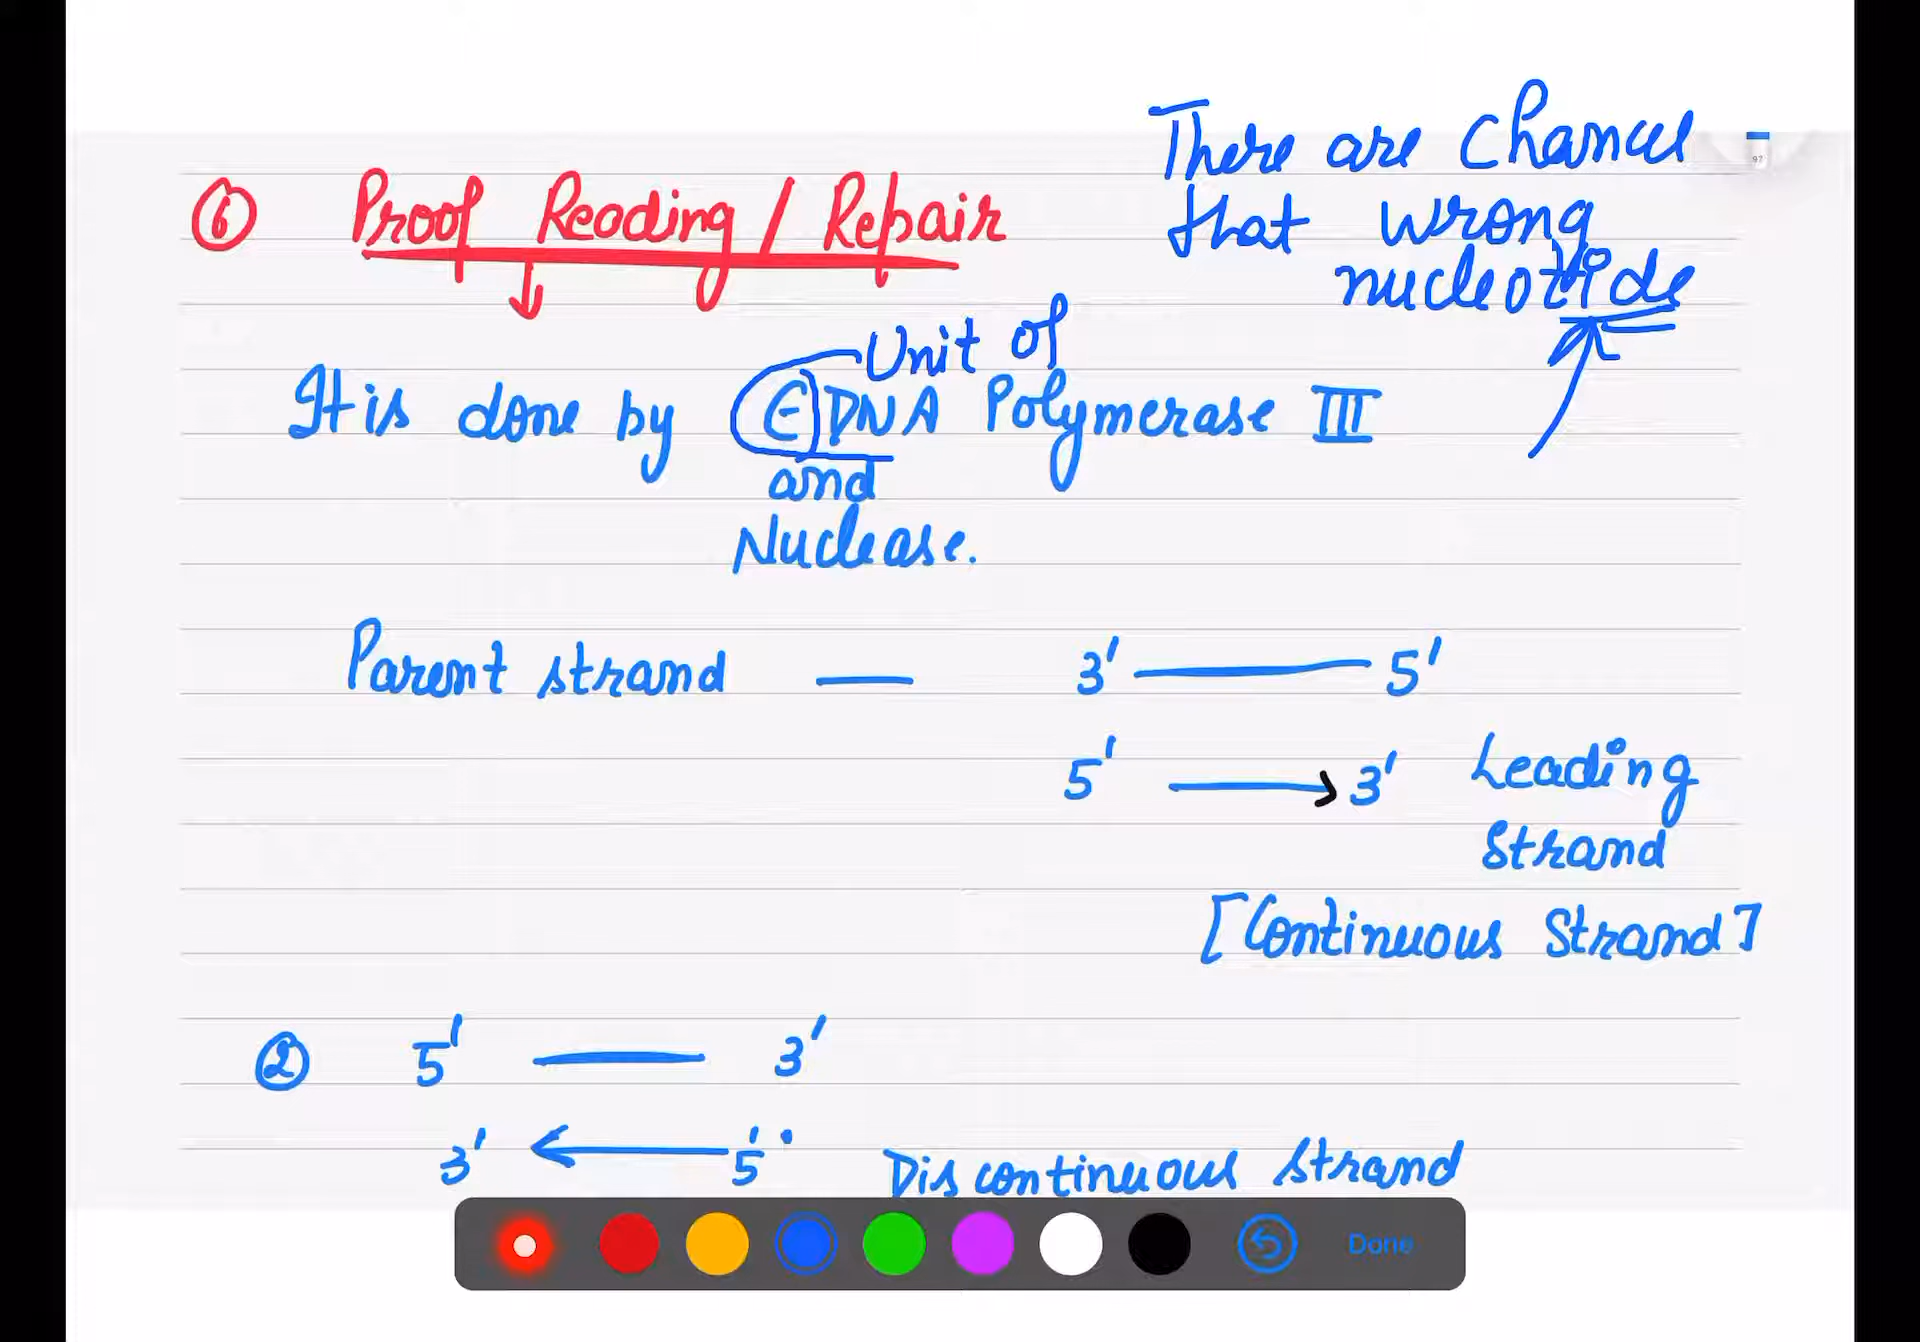 There are chances
that wrong
nucleotide
⑥ Proof Reading / Repair
Unit of
It is done by ∈ DNA Polymerase III
and
Nuclease.
Parent strand — 3' — 5'
5' → 3' Leading
Strand
[Continuous Strand]
② 5' — 3'
3' ← 5' Discontinuous strand
Done
97